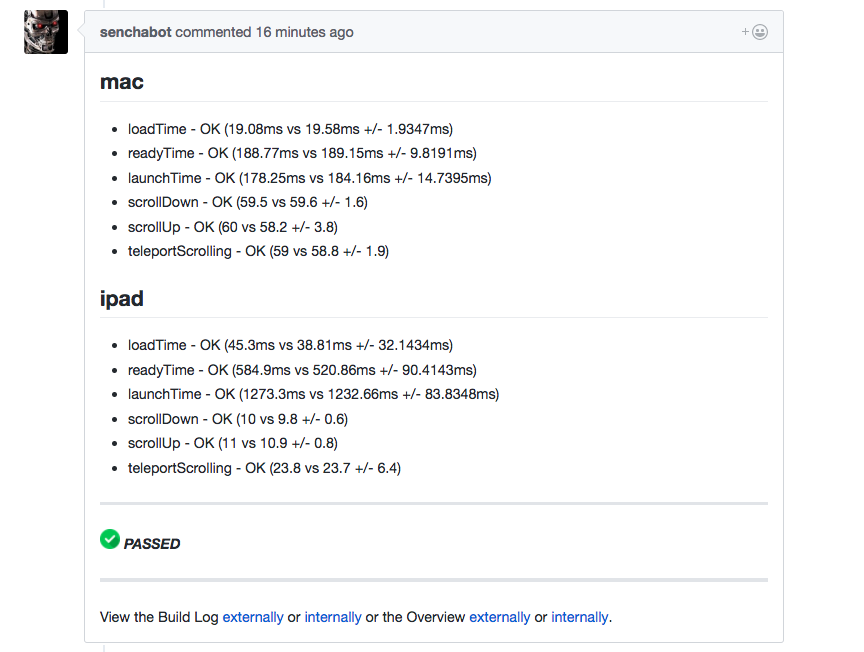 senchabot commented 16 minutes ago
mac
loadTime - OK (19.08ms vs 19.58ms +/- 1.9347ms)
readyTime - OK (188.77ms vs 189.15ms +/- 9.8191ms)
launchTime - OK (178.25ms vs 184.16ms +/- 14.7395ms)
scrollDown - OK (59.5 vs 59.6 +/- 1.6)
scrollUp - OK (60 vs 58.2 +/- 3.8)
teleportScrolling - OK (59 vs 58.8 +/- 1.9)
ipad
loadTime - OK (45.3ms vs 38.81ms +/- 32.1434ms)
readyTime - OK (584.9ms vs 520.86ms +/- 90.4143ms)
launchTime - OK (1273.3ms vs 1232.66ms +/- 83.8348ms)
scrollDown - OK (10 vs 9.8 +/- 0.6)
scrollUp - OK (11 vs 10.9 +/- 0.8)
teleportScrolling - OK (23.8 vs 23.7 +/- 6.4)
PASSED
View the Build Log externally or internally or the Overview externally or internally.